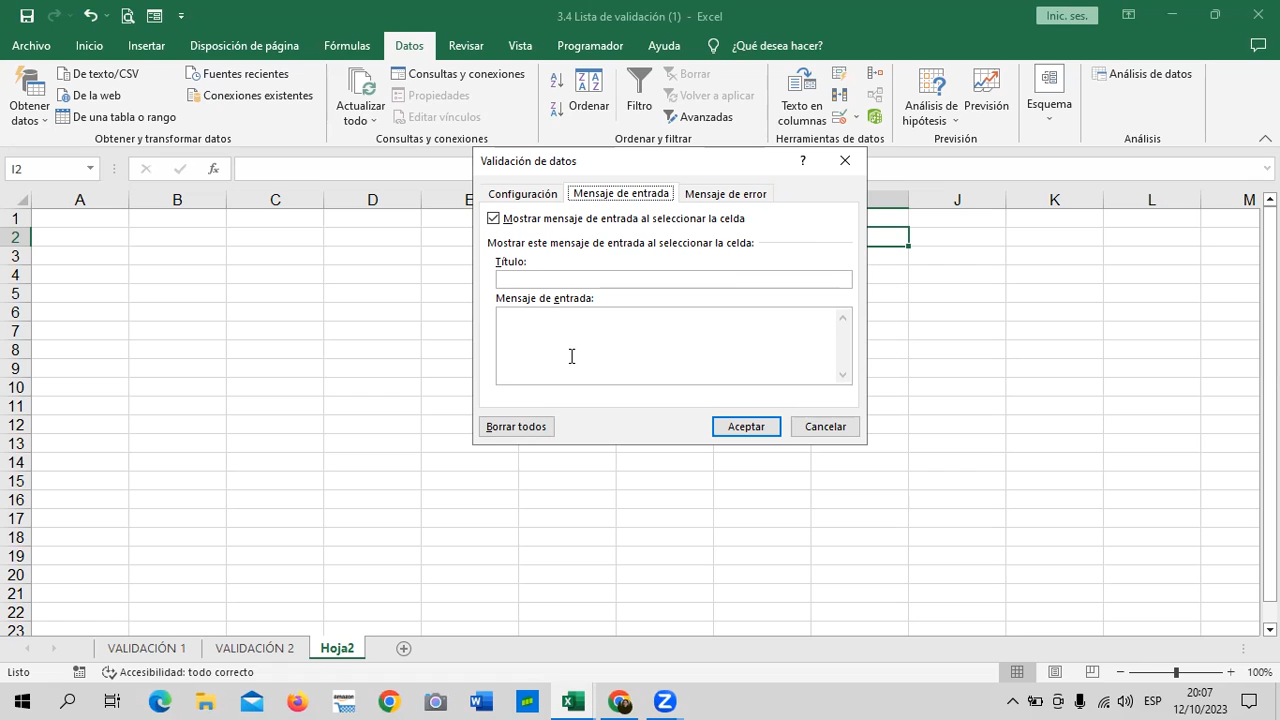 3.4 Lista de validación (1) - Excel
Inic. ses.
Archivo Inicio Insertar Disposición de página Fórmulas Datos Revisar Vista Programador Ayuda ¿Qué desea hacer?
Obtener datos
De texto/CSV
De la web
De una tabla o rango
Fuentes recientes
Conexiones existentes
Obtener y transformar datos
Actualizar todo
Consultas y conexiones
Propiedades
Editar vínculos
Consultas y conexiones
Ordenar
Filtro
Borrar
Volver a aplicar
Avanzadas
Ordenar y filtrar
Texto en columnas
Herramientas de datos
Análisis de hipótesis
Previsión
Previsión
Esquema
Análisis de datos
Análisis
I2
fx
Validación de datos
?
Configuración Mensaje de entrada Mensaje de error
Mostrar mensaje de entrada al seleccionar la celda
Mostrar este mensaje de entrada al seleccionar la celda:
Título:
Mensaje de entrada:
Borrar todos Aceptar Cancelar
A B C D E J K L M
1
2
3
4
5
6
7
8
9
10
11
12
13
14
15
16
17
18
19
20
21
22
23
VALIDACIÓN 1 VALIDACIÓN 2 Hoja2
Listo Accesibilidad: todo correcto 100%
ESP
20:07
12/10/2023